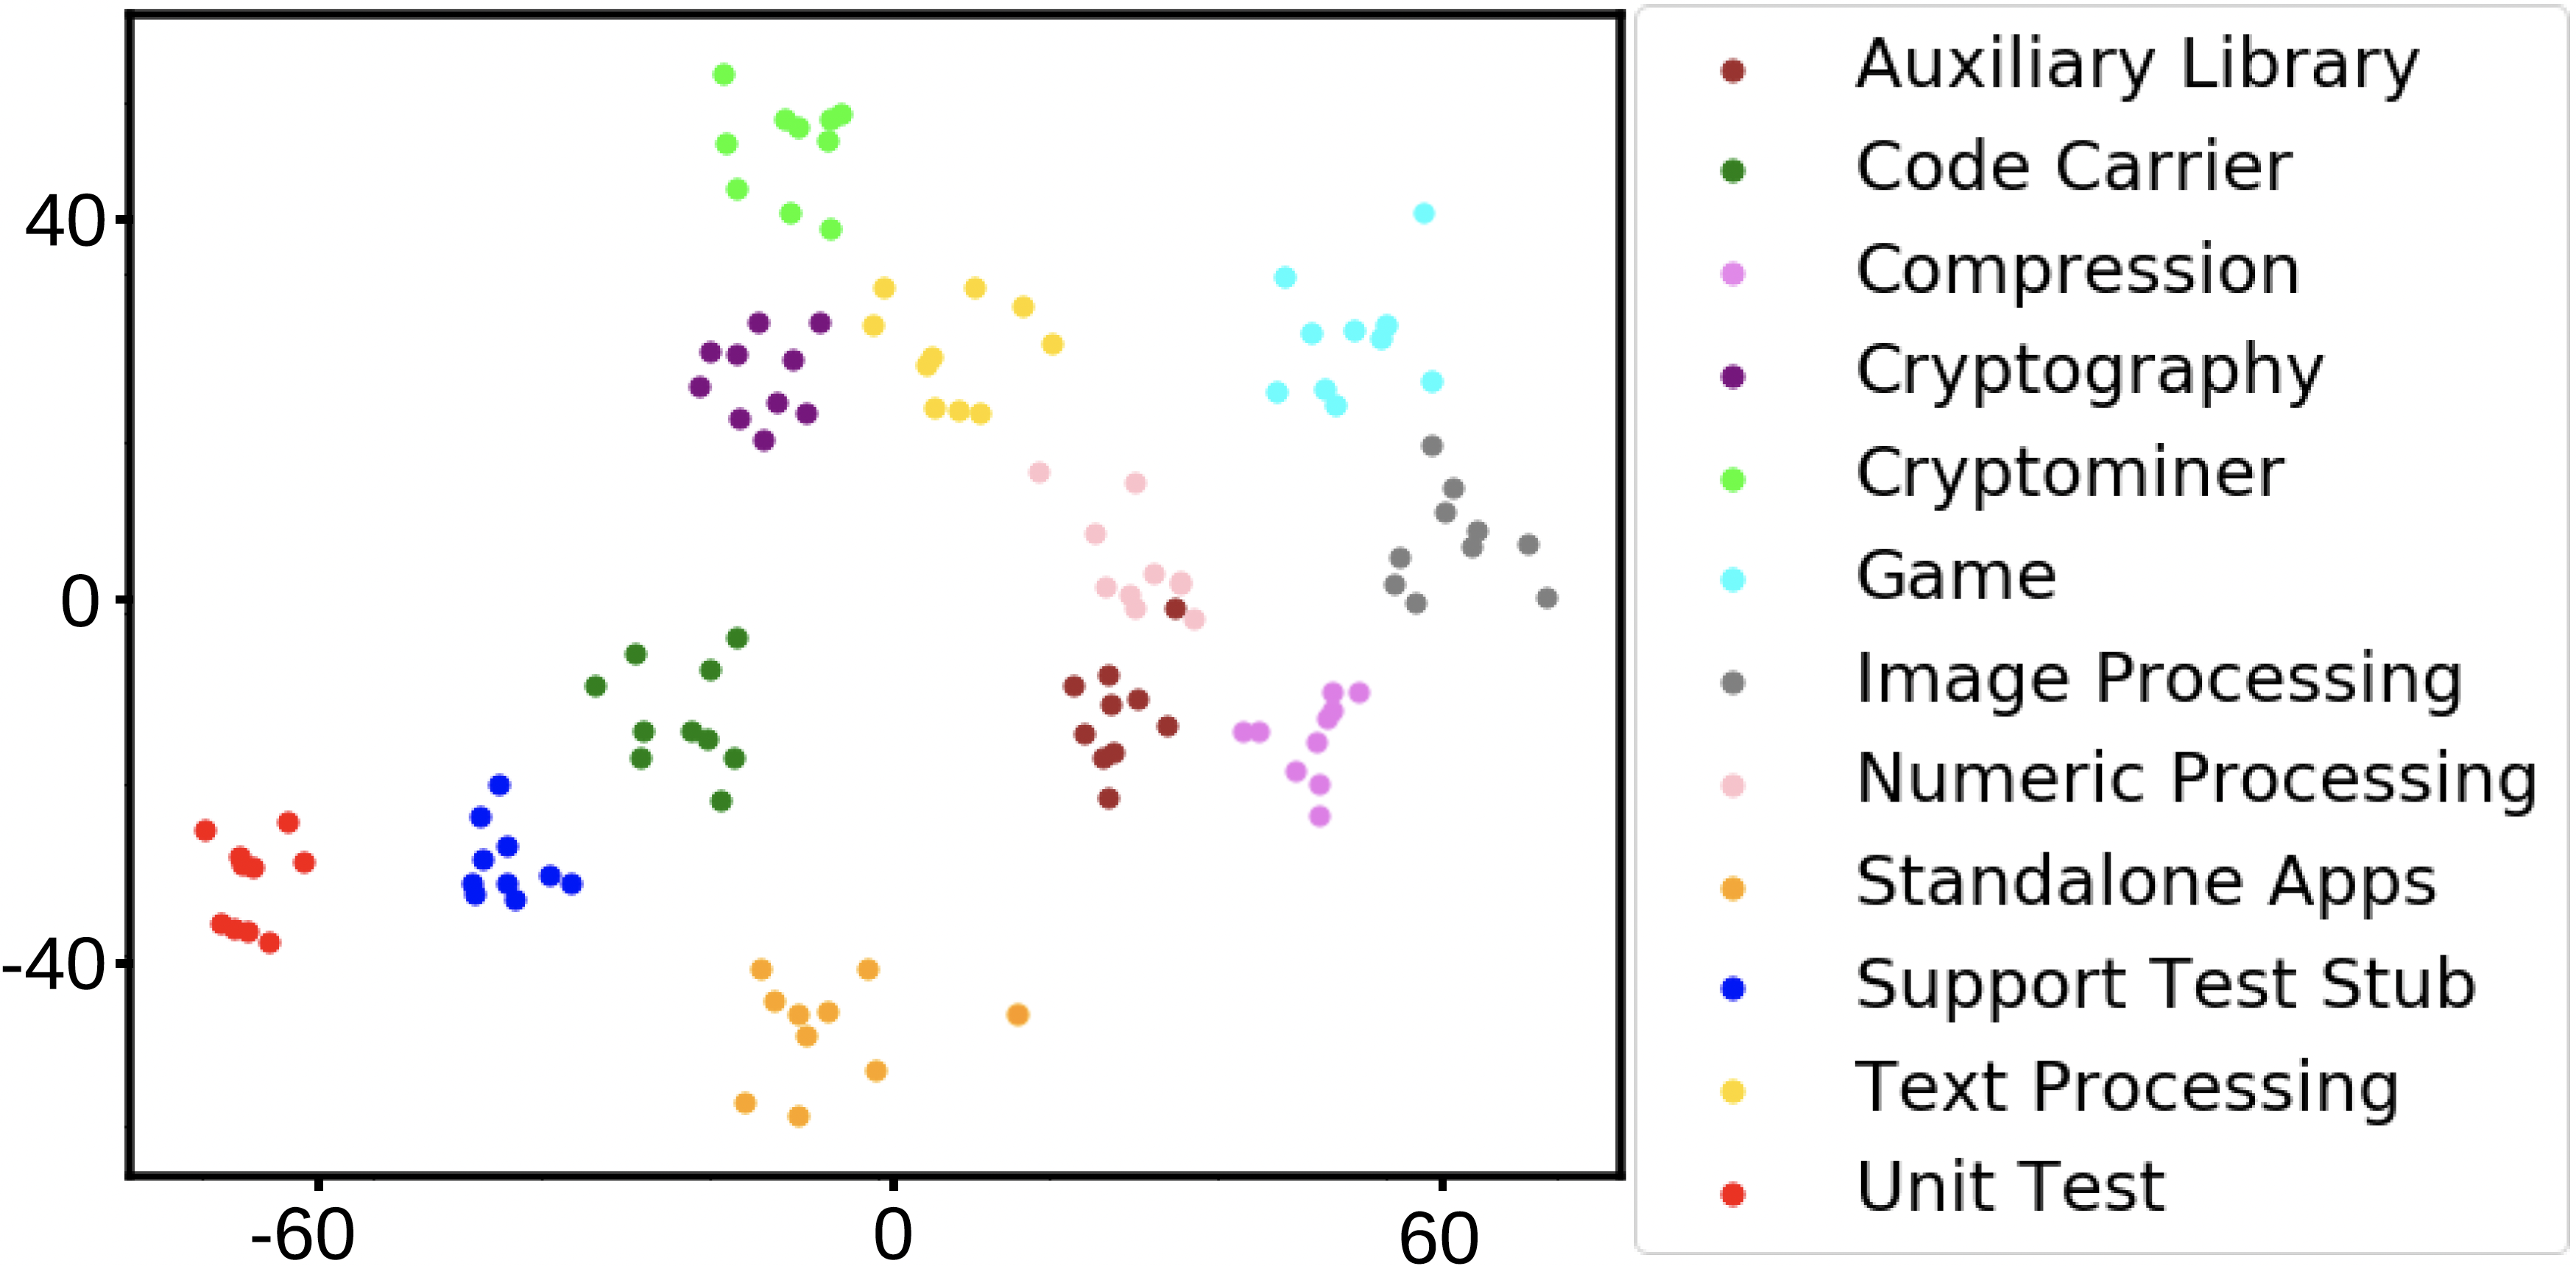 40
0
-40
-60
0
60
Auxiliary Library
Code Carrier
Compression
Cryptography
Cryptominer
Game
Image Processing
Numeric Processing
Standalone Apps
Support Test Stub
Text Processing
Unit Test